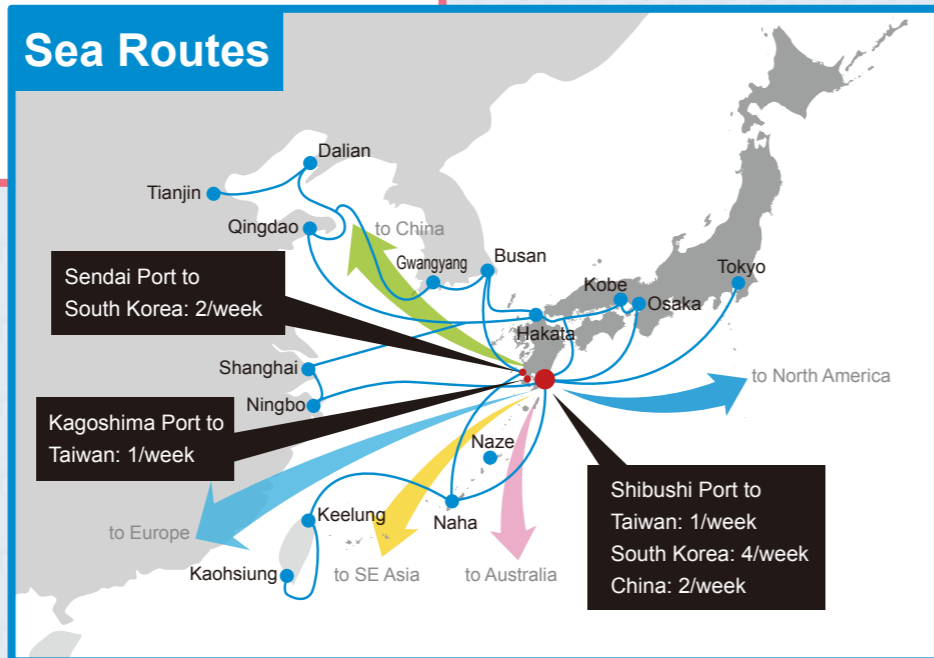 Sea Routes
Dalian
Tianjin
Qingdao
to China
Gwangyang
Busan
Kobe
Tokyo
Osaka
Hakata
Sendai Port to
South Korea: 2/week
Shanghai
Ningbo
to North America
Kagoshima Port to
Taiwan: 1/week
Naze
Shibushi Port to
Taiwan: 1/week
South Korea: 4/week
China: 2/week
Keelung
Naha
to Europe
Kaohsiung
to SE Asia
to Australia